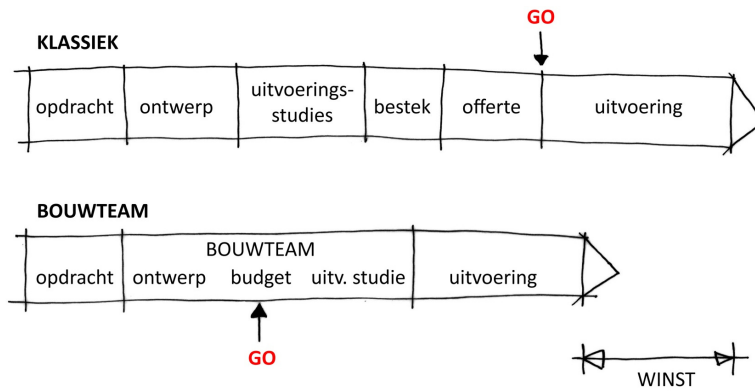 GO
KLASSIEK
opdracht ontwerp uitvoerings-studies bestek offerte uitvoering
BOUWTEAM
BOUWTEAM
opdracht ontwerp budget uitv. studie uitvoering
GO
WINST